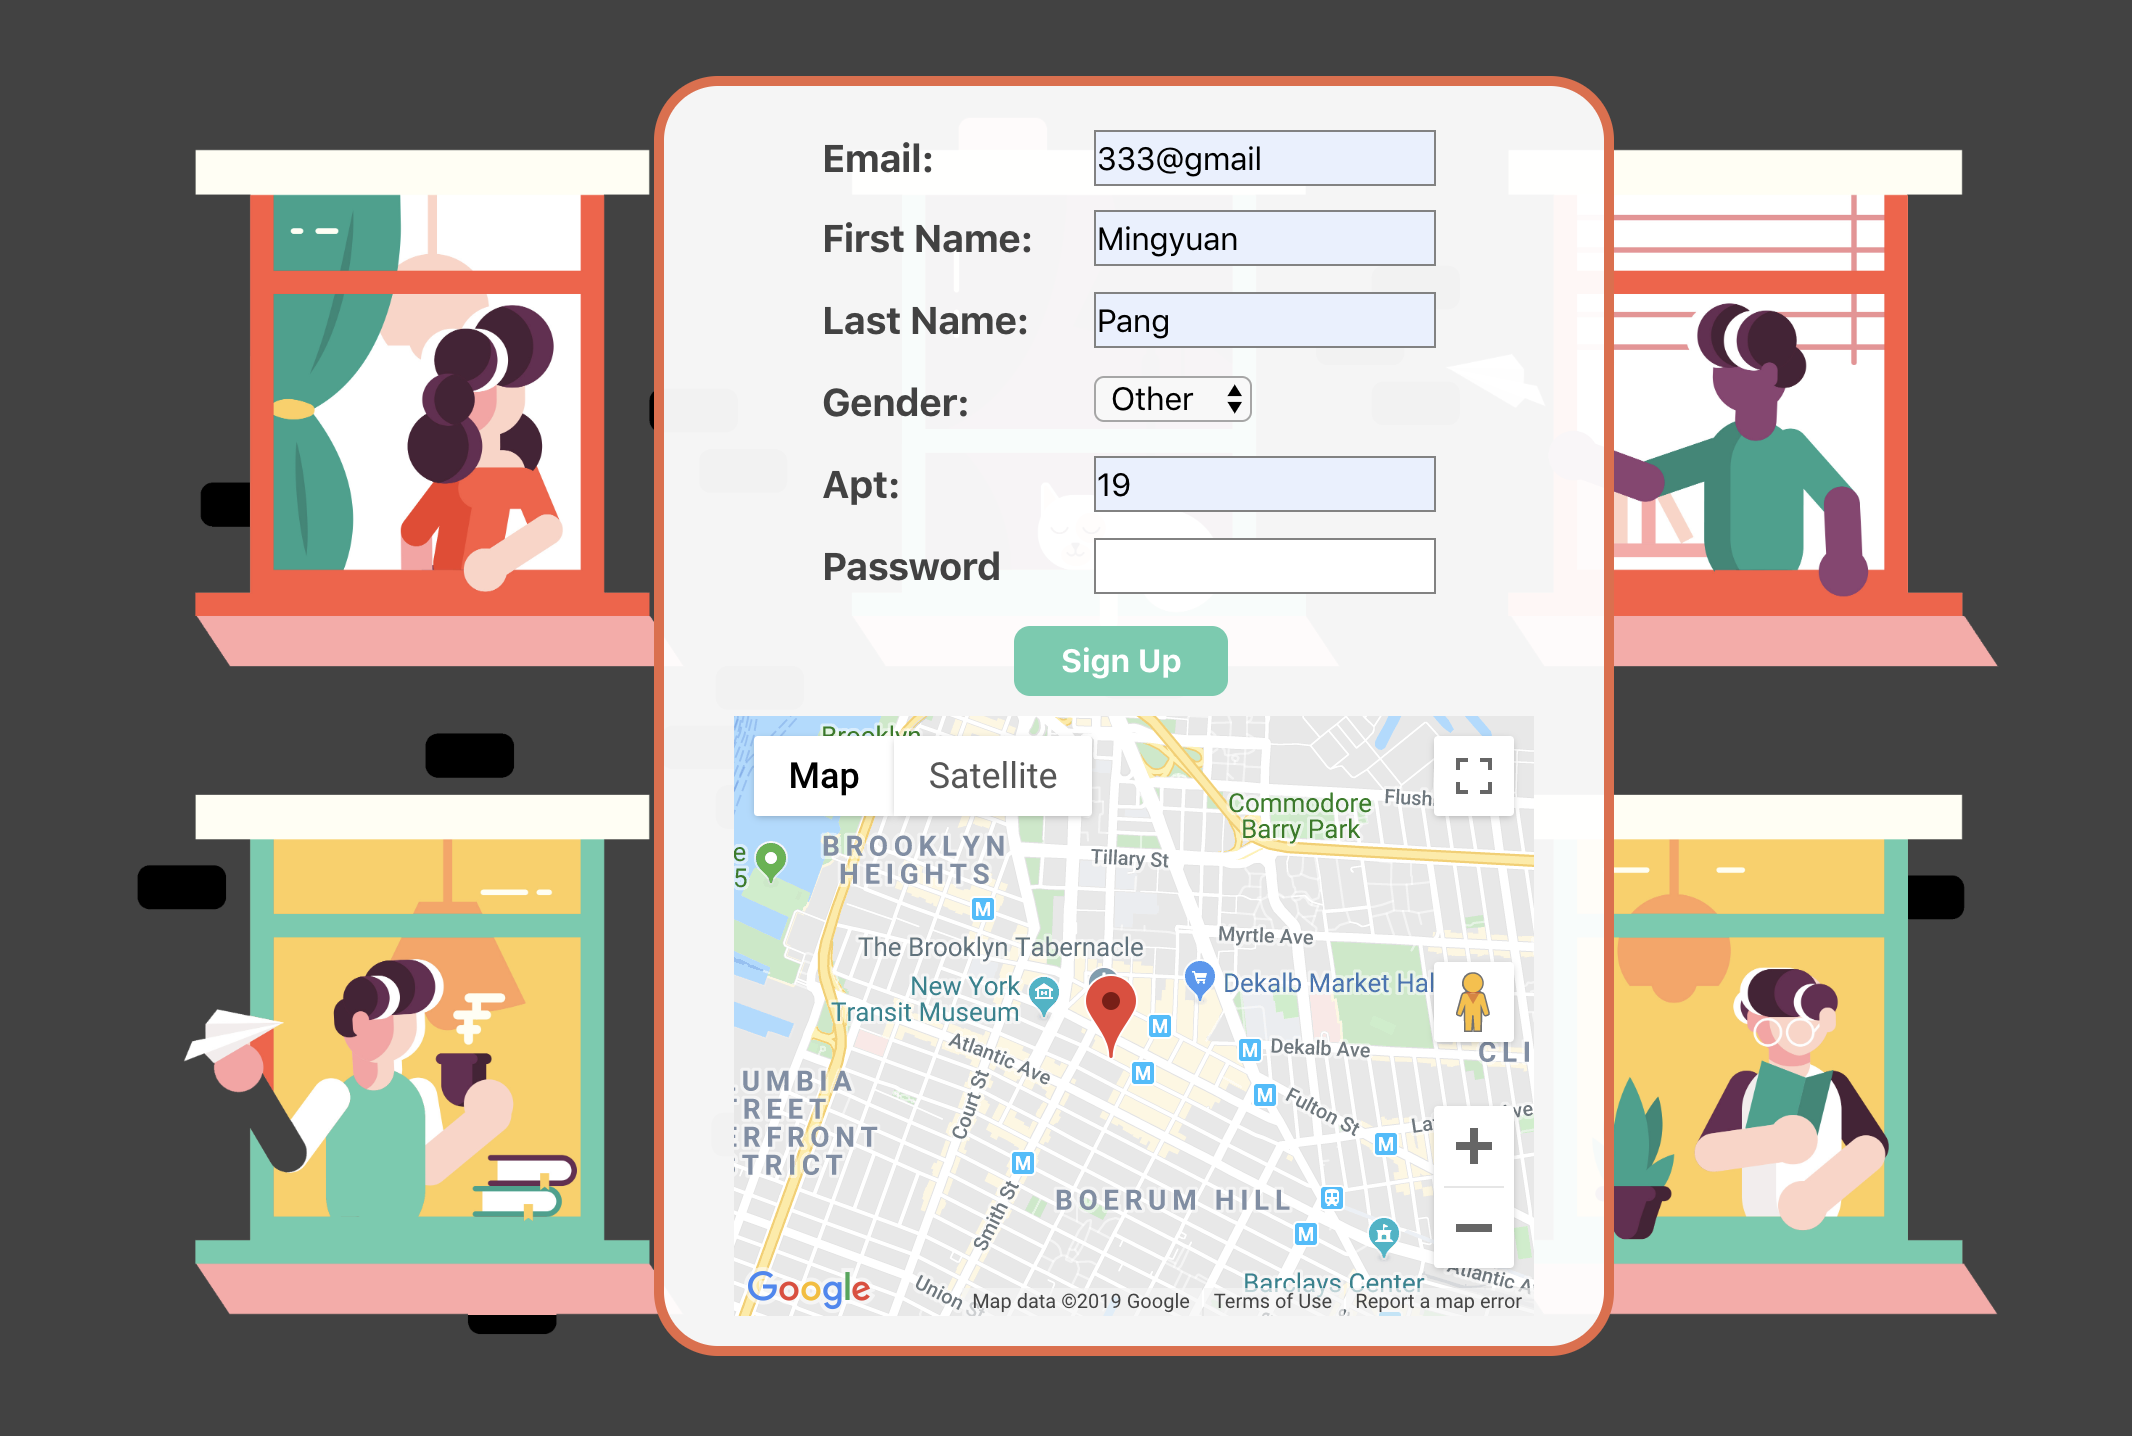 Email: 333@gmail
First Name: Mingyuan
Last Name: Pang
Gender: Other
Apt: 19
Password
Sign Up
Brooklyn
Map Satellite
Commodore
Barry Park
Flush
BROOKLYN
HEIGHTS
Tillary St
e
5
M
Myrtle Ave
The Brooklyn Tabernacle
New York
Transit Museum
Dekalb Market Hal
M
Atlantic Ave
M
Dekalb Ave
CLI
M
M
UMBIA
REET
ERFRONT
TRICT
Court St
Fulton St
La
ve
M
M
Smith St
BOERUM HILL
M
Barclays Center
Atlantic A
Union St
Google
Map data ©2019 Google Terms of Use Report a map error